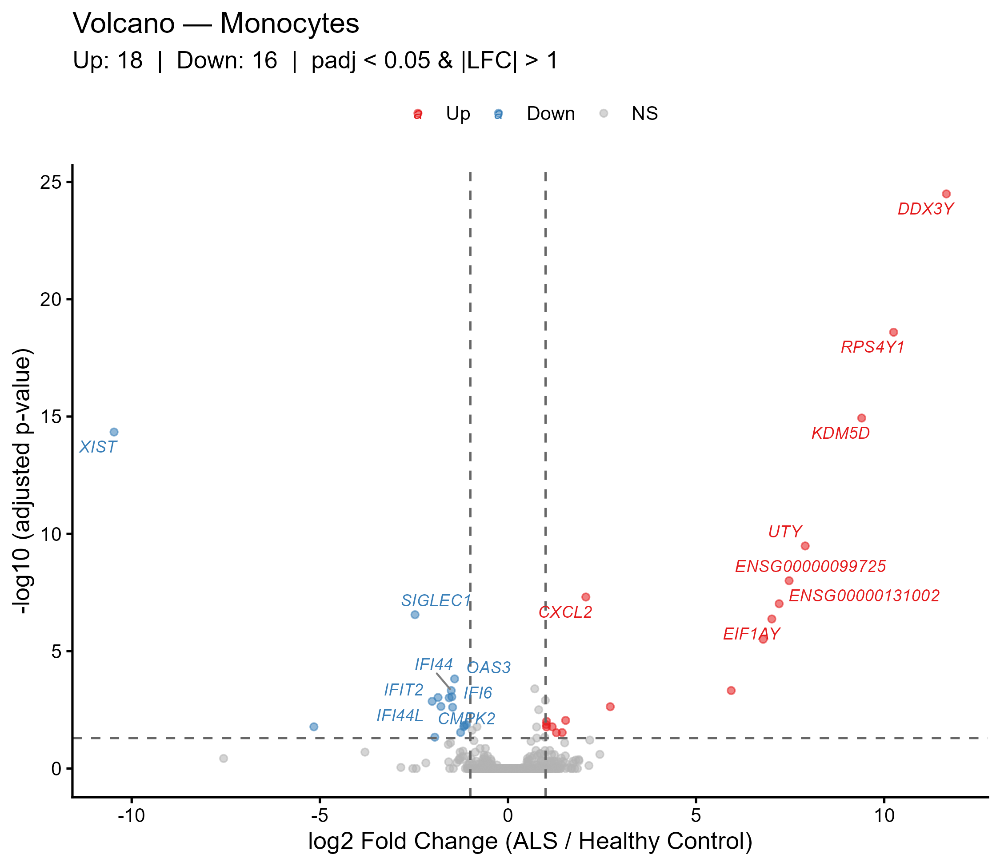 Volcano — Monocytes
Up: 18 | Down: 16 | padj < 0.05 & |LFC| > 1
a Up a Down NS
-log10 (adjusted p-value)
25
20
15
10
5
0
DDX3Y
RPS4Y1
KDM5D
XIST
UTY
ENSG00000099725
ENSG00000131002
SIGLEC1
CXCL2
EIF1AY
IFI44
OAS3
IFIT2
IFI6
IFI44L
CMPK2
-10 -5 0 5 10
log2 Fold Change (ALS / Healthy Control)